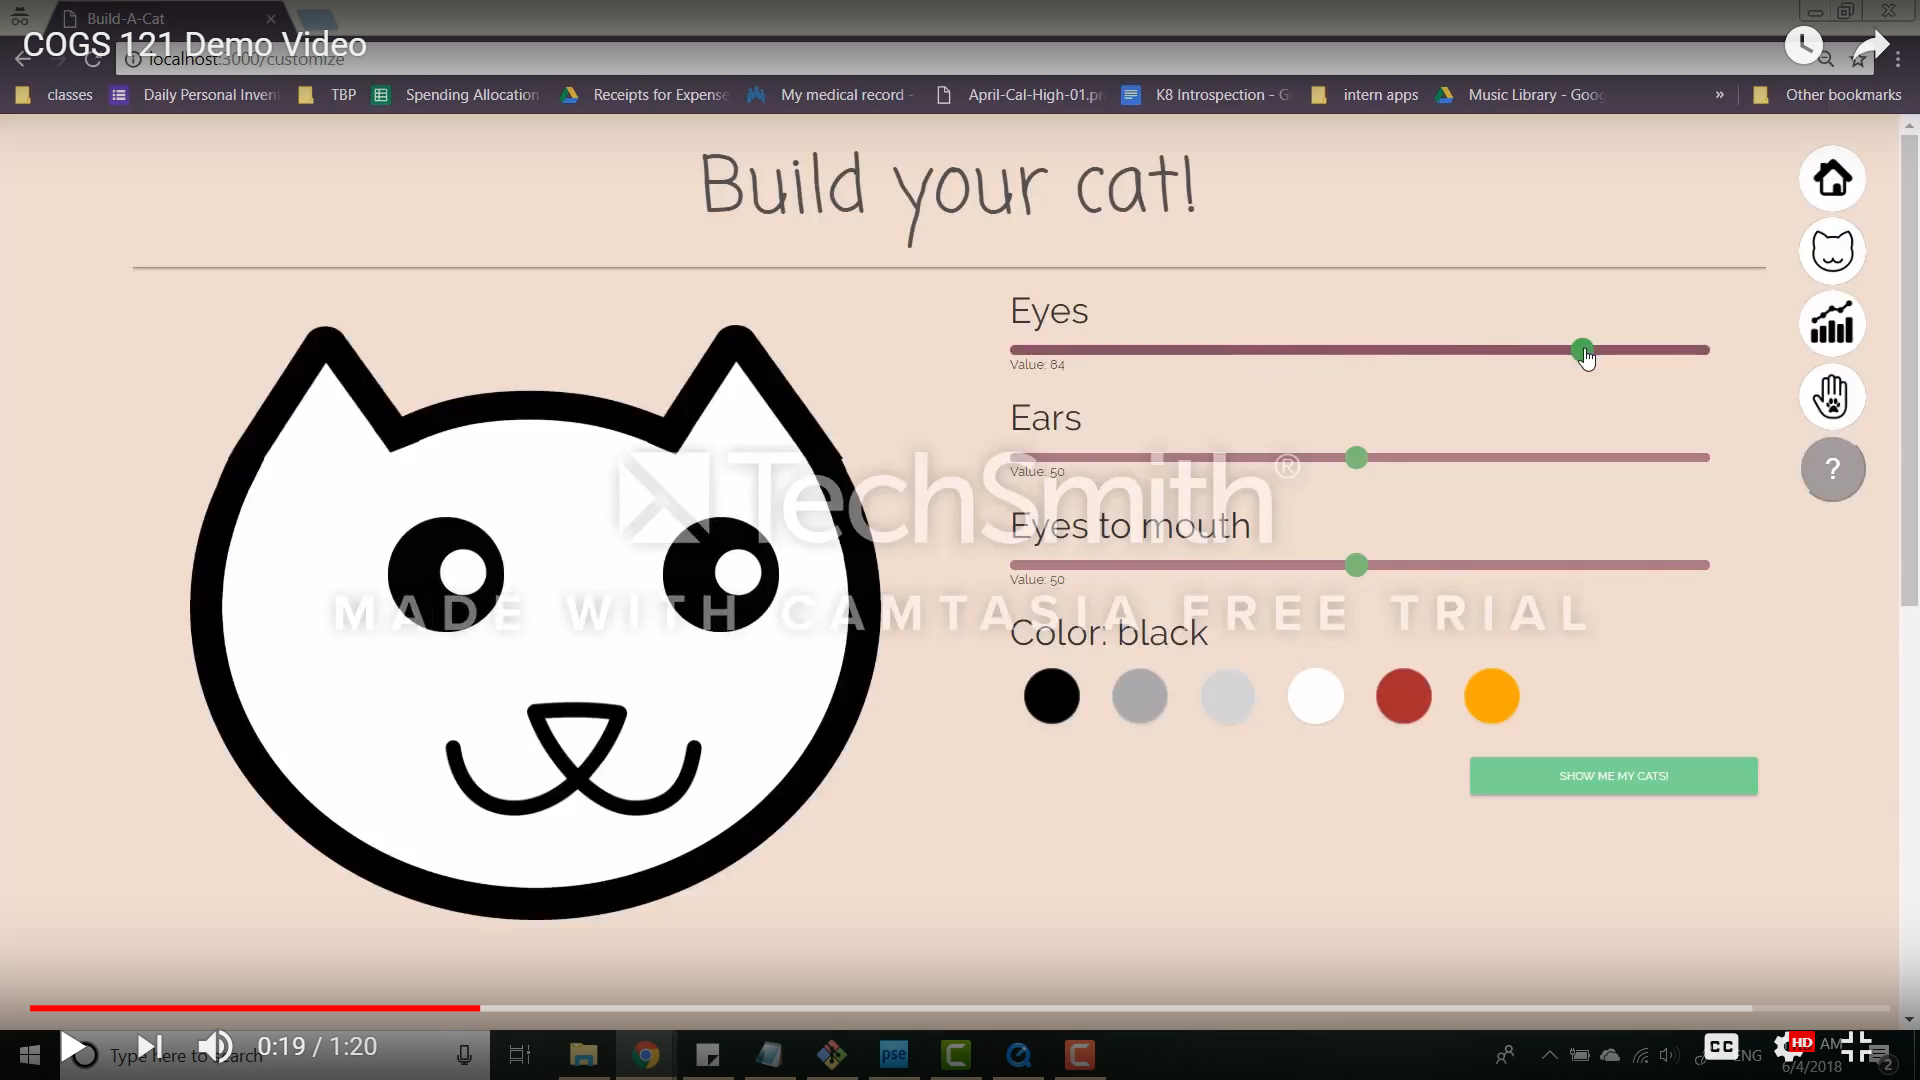 Build-A-Cat
COGS 121 Demo Video
localhost:3000/customize
classes
Daily Personal Inven
TBP
Spending Allocation
Receipts for Expense
My medical record -
April-Cal-High-01.pn
K8 Introspection - G
intern apps
Music Library - Goog
»
Other bookmarks
Build your cat!
Eyes
Value: 84
Ears
Value: 50
Eyes to mouth
Value: 50
Color: black
SHOW ME MY CATS!
?
TechSmith®
MADE WITH CAMTASIA FREE TRIAL
0:19 / 1:20
Type here to search
pse
CC
ENG
HD
AM
6/4/2018
2